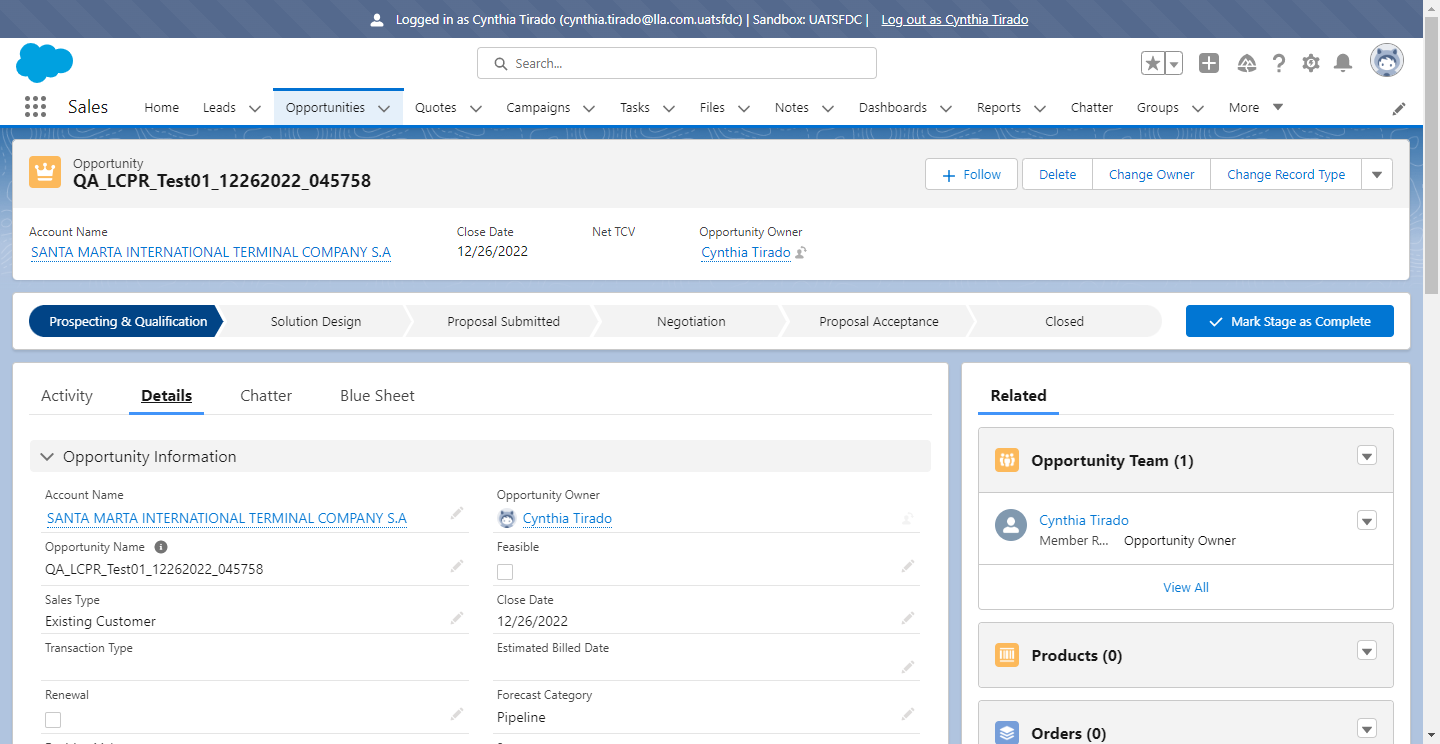 Logged in as Cynthia Tirado (cynthia.tirado@lla.com.uatsfdc) | Sandbox: UATSFDC | Log out as Cynthia Tirado
Search...
Sales Home Leads Opportunities Quotes Campaigns Tasks Files Notes Dashboards Reports Chatter Groups More
Opportunity
QA_LCPR_Test01_12262022_045758
Follow Delete Change Owner Change Record Type
Account Name Close Date Net TCV Opportunity Owner
SANTA MARTA INTERNATIONAL TERMINAL COMPANY S.A 12/26/2022 Cynthia Tirado
Prospecting & Qualification Solution Design Proposal Submitted Negotiation Proposal Acceptance Closed Mark Stage as Complete
Activity Details Chatter Blue Sheet
Opportunity Information
Account Name
SANTA MARTA INTERNATIONAL TERMINAL COMPANY S.A
Opportunity Owner
Cynthia Tirado
Opportunity Name
QA_LCPR_Test01_12262022_045758
Feasible
Sales Type
Existing Customer
Close Date
12/26/2022
Transaction Type
Estimated Billed Date
Renewal
Forecast Category
Pipeline
Related
Opportunity Team (1)
Cynthia Tirado
Member R... Opportunity Owner
View All
Products (0)
Orders (0)